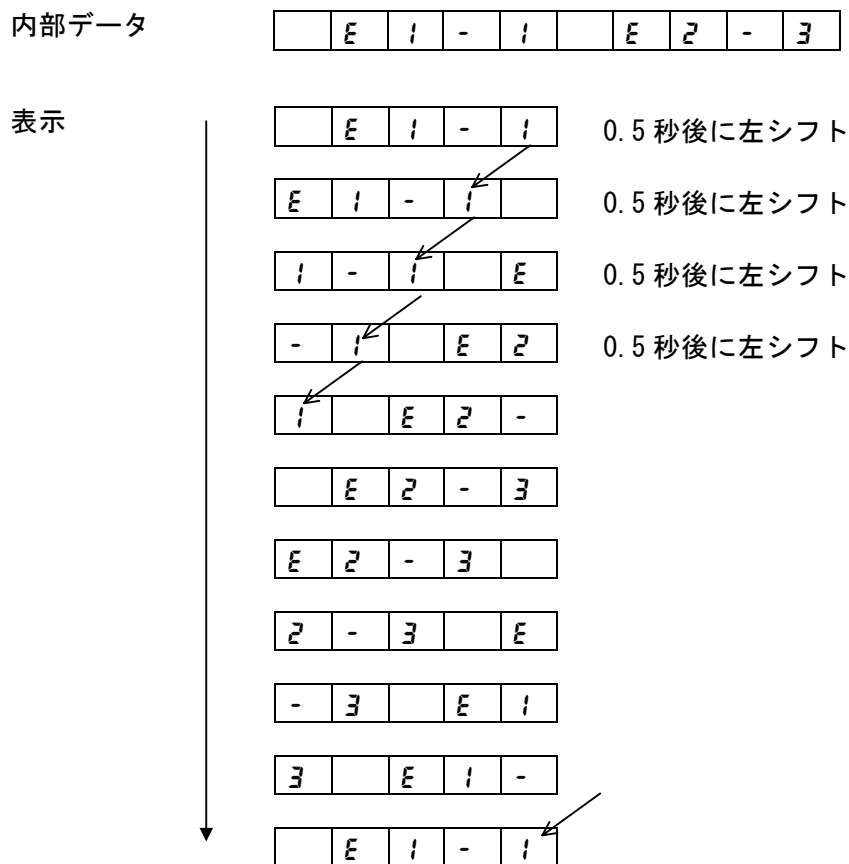 内部データ E 1 - 1 E 2 - 3
表示 E 1 - 1 0.5秒後に左シフト
E 1 - 1 0.5秒後に左シフト
1 - 1 E 0.5秒後に左シフト
- 1 E 2 0.5秒後に左シフト
1 E 2 -
E 2 - 3
E 2 - 3
2 - 3 E
- 3 E 1
3 E 1 -
E 1 - 1